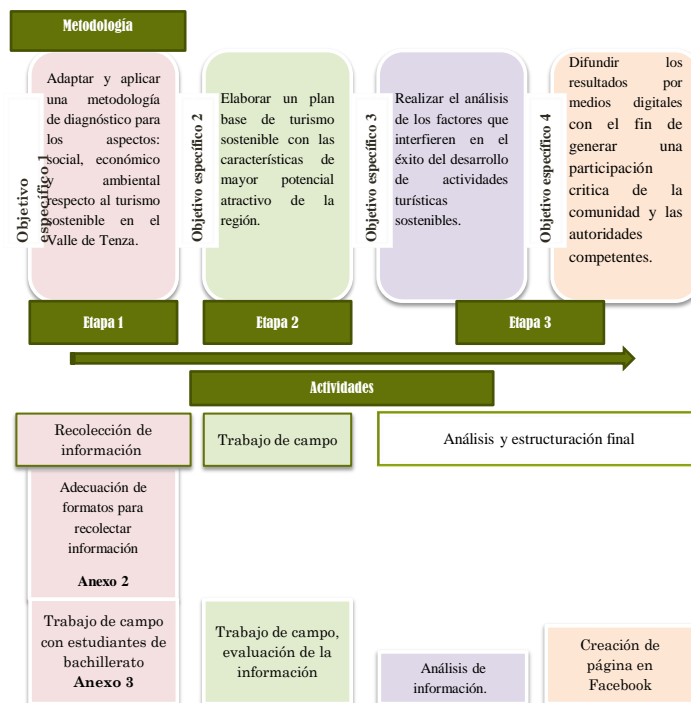 Metodología
Objetivo
específico 1
Adaptar y aplicar
una metodología
de diagnóstico para
los aspectos:
social, económico
y ambiental
respecto al turismo
sostenible en el
Valle de Tenza.
Objetivo específico 2
Elaborar un plan
base de turismo
sostenible con las
características de
mayor potencial
atractivo de la
región.
Objetivo específico 3
Realizar el análisis
de los factores que
interfieren en el
éxito del desarrollo
de actividades
turísticas
sostenibles.
Objetivo específico 4
Difundir los
resultados por
medios digitales
con el fin de
generar una
participación
critica de la
comunidad y las
autoridades
competentes.
Etapa 1
Etapa 2
Etapa 3
Actividades
Recolección de
información
Trabajo de campo
Análisis y estructuración final
Adecuación de
formatos para
recolectar
información
Anexo 2
Trabajo de campo
con estudiantes de
bachillerato
Anexo 3
Trabajo de campo,
evaluación de la
información
Análisis de
información.
Creación de
página en
Facebook